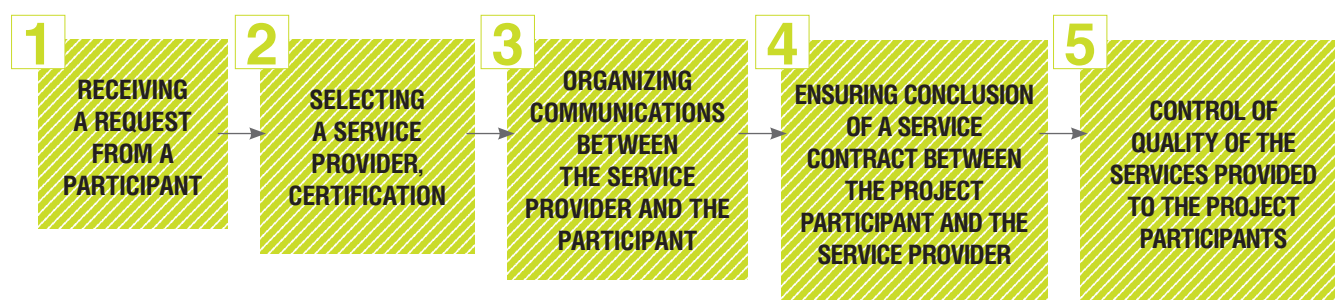 1
RECEIVING
A REQUEST
FROM A
PARTICIPANT
2
SELECTING
A SERVICE
PROVIDER,
CERTIFICATION
3
ORGANIZING
COMMUNICATIONS
BETWEEN
THE SERVICE
PROVIDER AND THE
PARTICIPANT
4
ENSURING CONCLUSION
OF A SERVICE
CONTRACT BETWEEN
THE PROJECT
PARTICIPANT AND THE
SERVICE PROVIDER
5
CONTROL OF
QUALITY OF THE
SERVICES PROVIDED
TO THE PROJECT
PARTICIPANTS